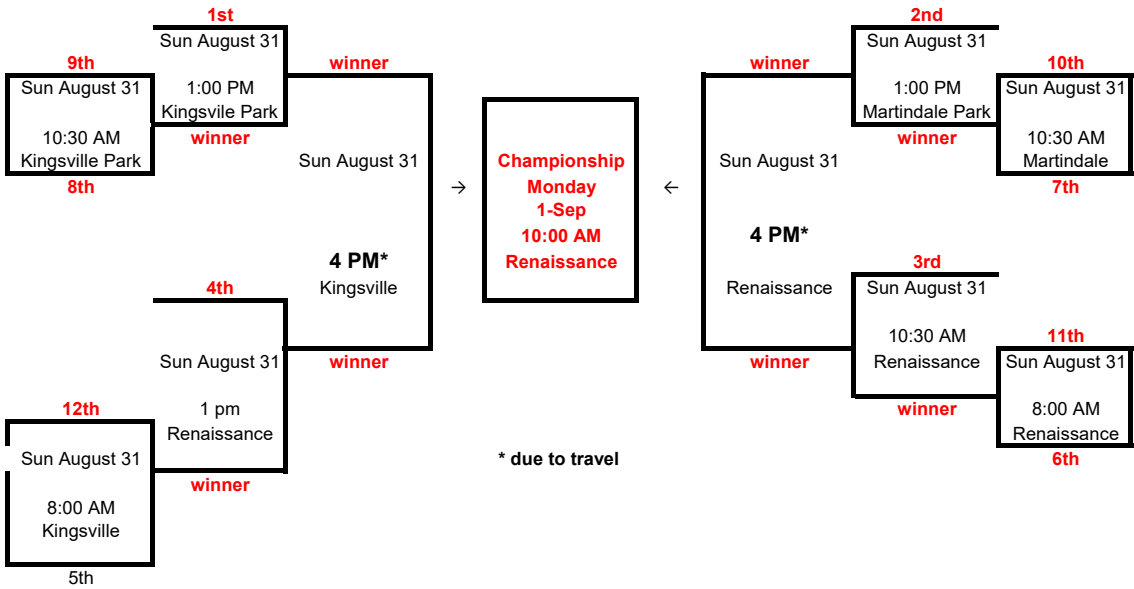 1st
Sun August 31
1:00 PM
Kingsvile Park
winner
9th
Sun August 31
10:30 AM
Kingsville Park
8th
winner
Sun August 31
4 PM*
Kingsville
winner
4th
Sun August 31
1 pm
Renaissance
winner
12th
Sun August 31
8:00 AM
Kingsville
5th
→
Championship
Monday
1-Sep
10:00 AM
Renaissance
←
* due to travel
winner
Sun August 31
4 PM*
Renaissance
winner
2nd
Sun August 31
1:00 PM
Martindale Park
winner
10th
Sun August 31
10:30 AM
Martindale
7th
3rd
Sun August 31
10:30 AM
Renaissance
winner
11th
Sun August 31
8:00 AM
Renaissance
6th